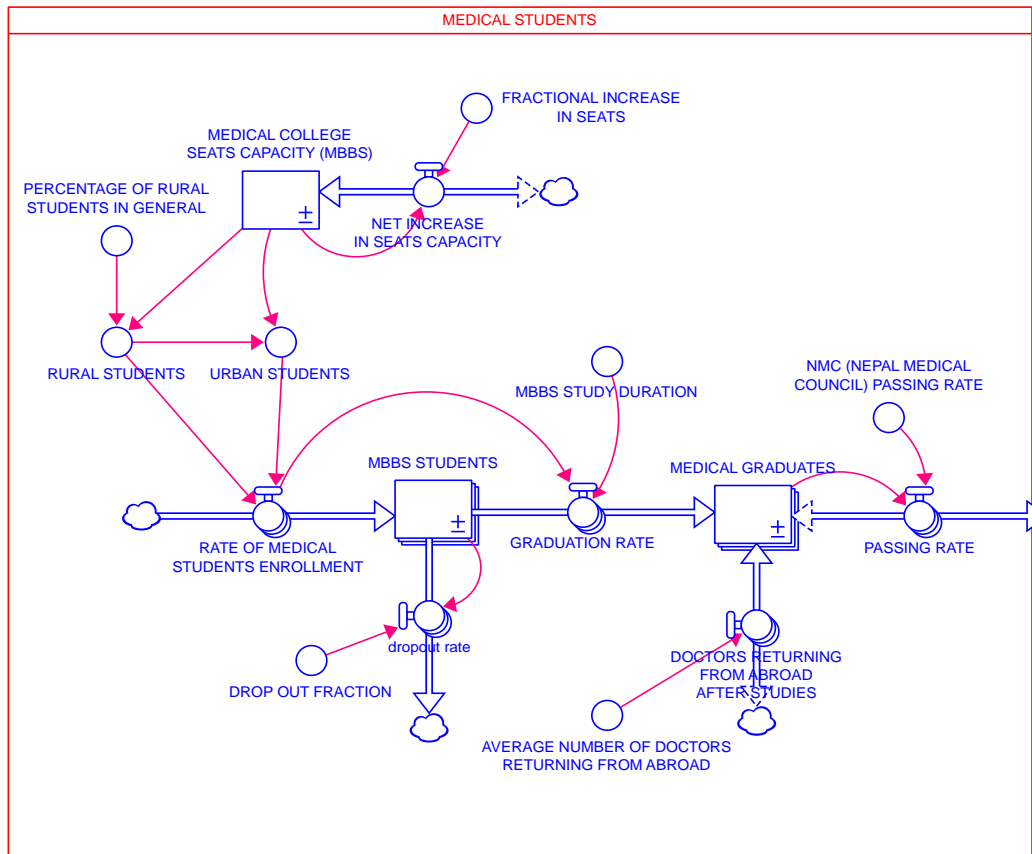 MEDICAL STUDENTS
FRACTIONAL INCREASE
IN SEATS
MEDICAL COLLEGE
SEATS CAPACITY (MBBS)
PERCENTAGE OF RURAL
STUDENTS IN GENERAL
NET INCREASE
IN SEATS CAPACITY
RURAL STUDENTS
URBAN STUDENTS
MBBS STUDY DURATION
NMC (NEPAL MEDICAL
COUNCIL) PASSING RATE
MBBS STUDENTS
MEDICAL GRADUATES
RATE OF MEDICAL
STUDENTS ENROLLMENT
GRADUATION RATE
PASSING RATE
dropout rate
DROP OUT FRACTION
DOCTORS RETURNING
FROM ABROAD
AFTER STUDIES
AVERAGE NUMBER OF DOCTORS
RETURNING FROM ABROAD